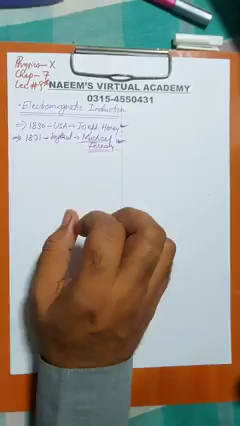 Physics - X
Chap - 7
Lec #9
NAEEM'S VIRTUAL ACADEMY
0315-4550431
Electromagnetic Induction
⇒ 1830 - USA → Joseph Henry
⇒ 1831 - England → Michael
Faraday